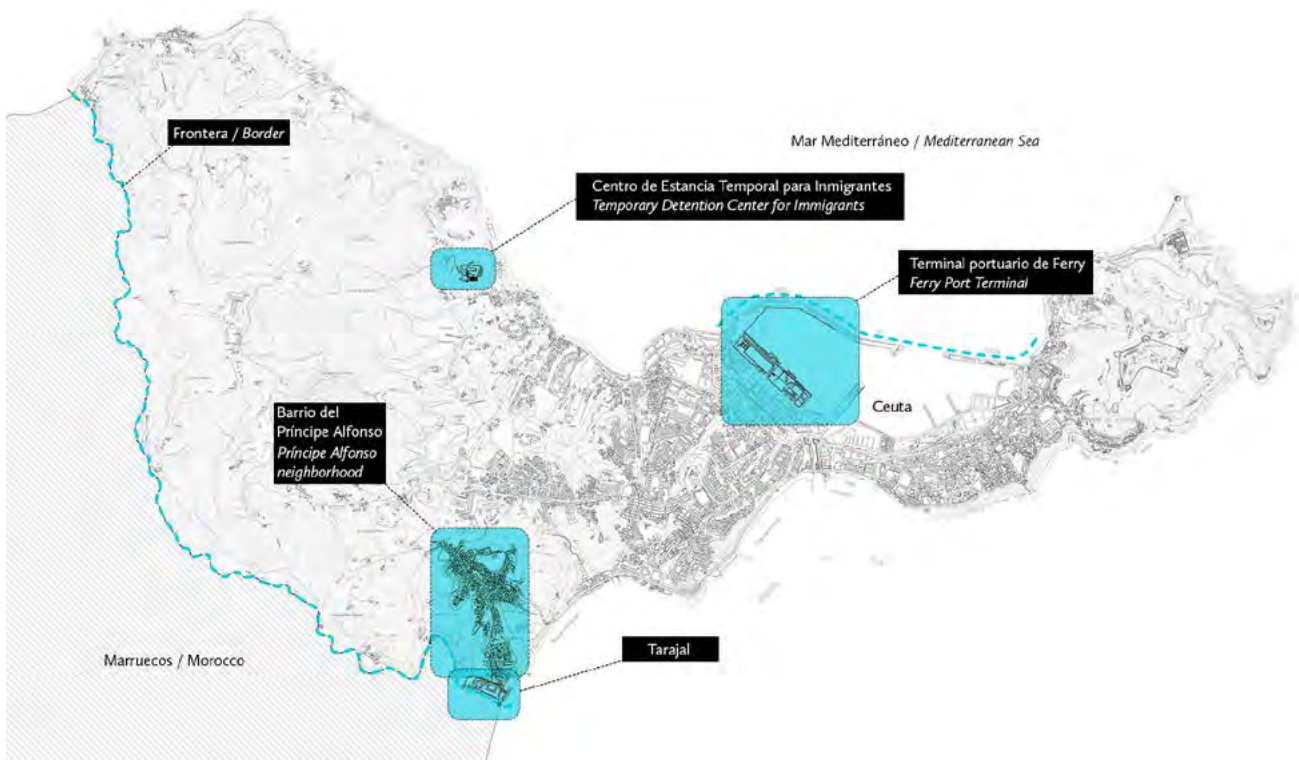 Frontera / Border
Mar Mediterráneo / Mediterranean Sea
Centro de Estancia Temporal para Inmigrantes
Temporary Detention Center for Immigrants
Terminal portuario de Ferry
Ferry Port Terminal
Ceuta
Barrio del
Príncipe Alfonso
Príncipe Alfonso
neighborhood
Tarajal
Marruecos / Morocco